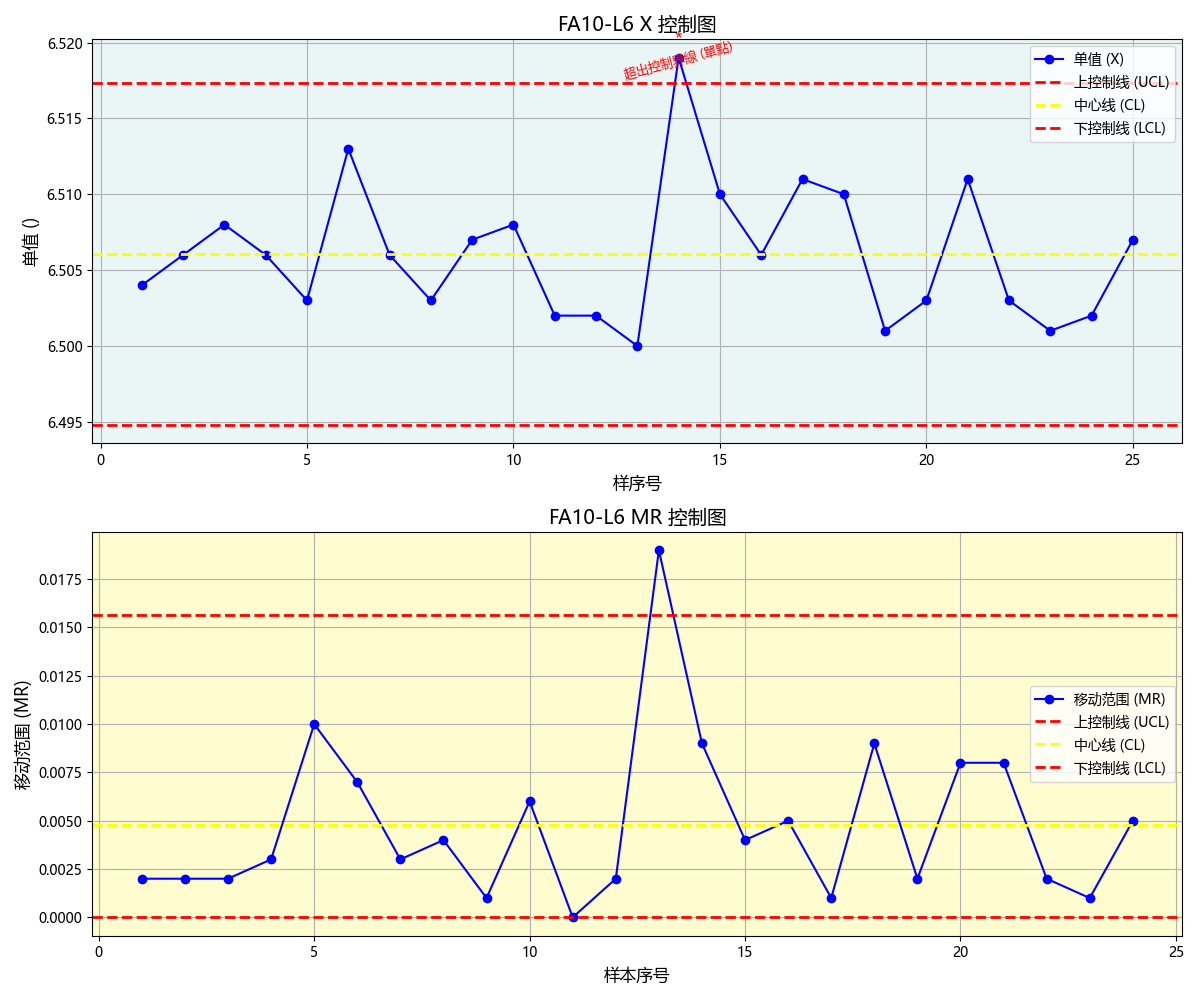 FA10-L6 X 控制图
*
超出控制界線 (單點)
单值 (X)
上控制线 (UCL)
中心线 (CL)
下控制线 (LCL)
单值 ()
6.520
6.515
6.510
6.505
6.500
6.495
0 5 10 15 20 25
样序号
FA10-L6 MR 控制图
移动范围 (MR)
0.0175
0.0150
0.0125
0.0100
0.0075
0.0050
0.0025
0.0000
移动范围 (MR)
上控制线 (UCL)
中心线 (CL)
下控制线 (LCL)
0 5 10 15 20 25
样本序号